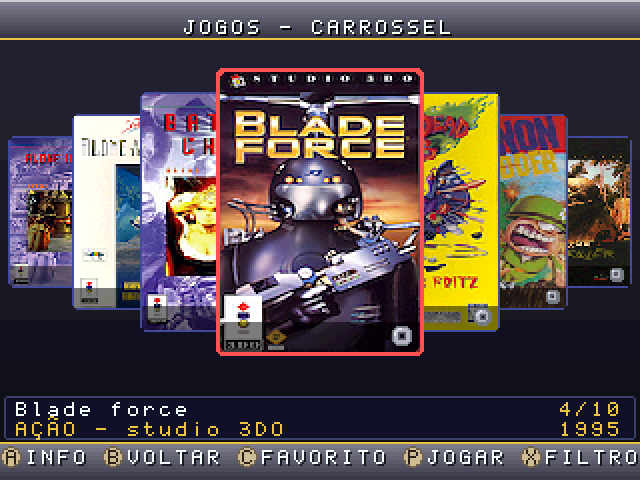 JOGOS - CARROSSEL
STUDIO 3DO
BLADE
FORCE
Blade force
4/10
AÇÃO - studio 3DO
1995
A INFO B VOLTAR C FAVORITO P JOGAR X FILTRO